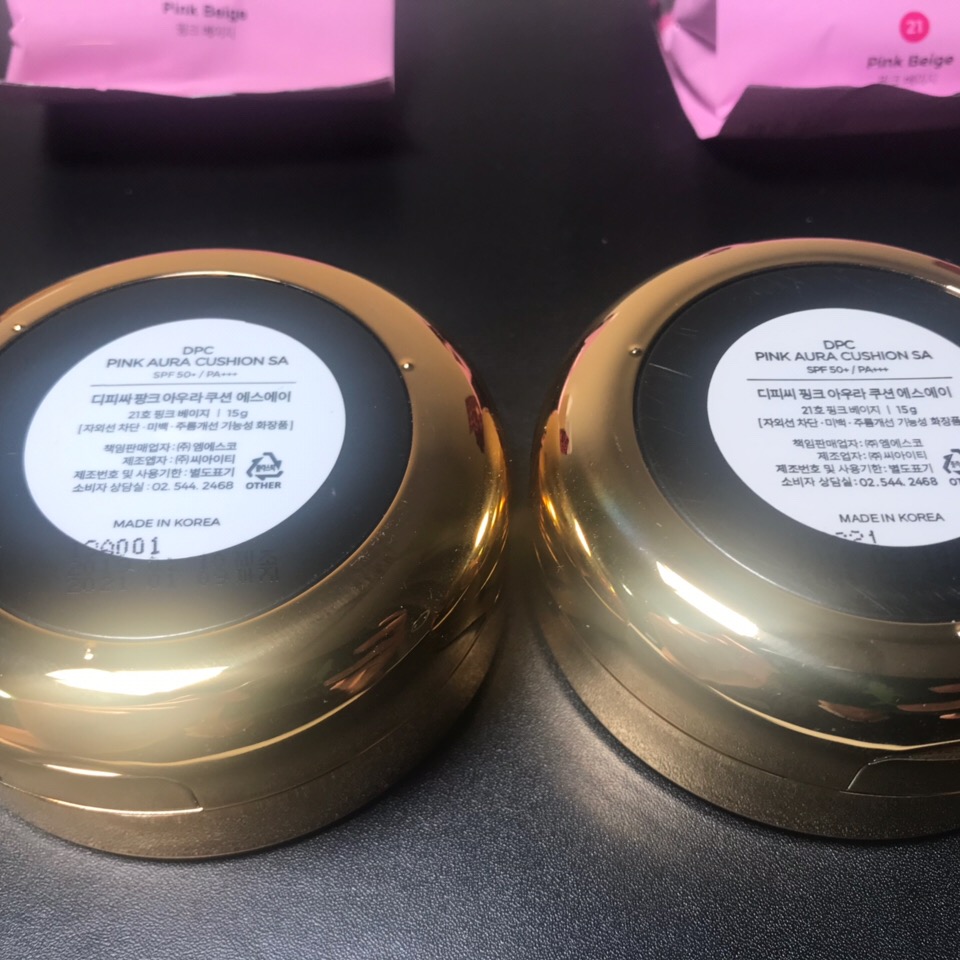 Pink Beige
핑크 베이지
21
Pink Beige
DPC
PINK AURA CUSHION SA
SPF 50+ / PA+++
디피싸 팡크 아우라 쿠션 에스에이
21호 핑크 베이지 | 15g
[자외선 차단 · 미백 · 주름개선 기능성 화장품]
책임판매업자 : (주) 엠에스코
제조엽자 : (주) 씨아이티
제조번호 및 사용기한 : 별도표기
소비자 상담실 : 02. 544. 2468
OTHER
MADE IN KOREA
DPC
PINK AURA CUSHION SA
SPF 50+ / PA+++
디피씨 핑크 아우라 쿠션 에스에이
21호 핑크 베이지 | 15g
[자외선 차단 · 미백 · 주름개선 기능성 화장품]
책임판매업자 : (주) 엠에스코
제조업자 : (주) 씨아이티
제조번호 및 사용기한 : 별도표기
소비자 상담실 : 02. 544. 2468
MADE IN KOREA